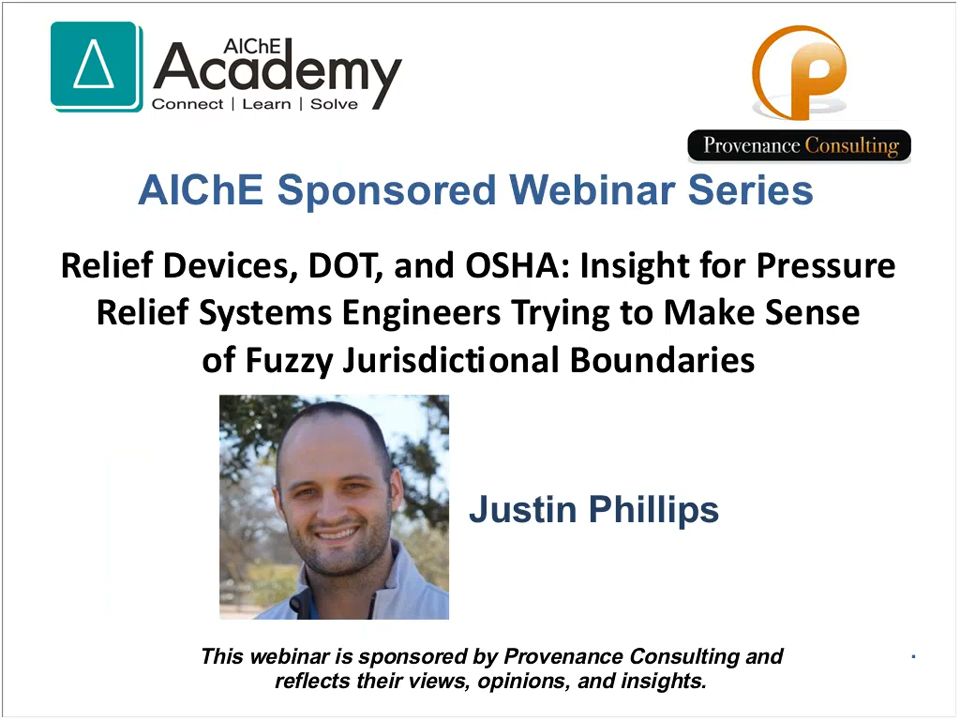 AIChE
Academy
Connect | Learn | Solve
Provenance Consulting
AIChE Sponsored Webinar Series
Relief Devices, DOT, and OSHA: Insight for Pressure
Relief Systems Engineers Trying to Make Sense
of Fuzzy Jurisdictional Boundaries
Justin Phillips
This webinar is sponsored by Provenance Consulting and
reflects their views, opinions, and insights.